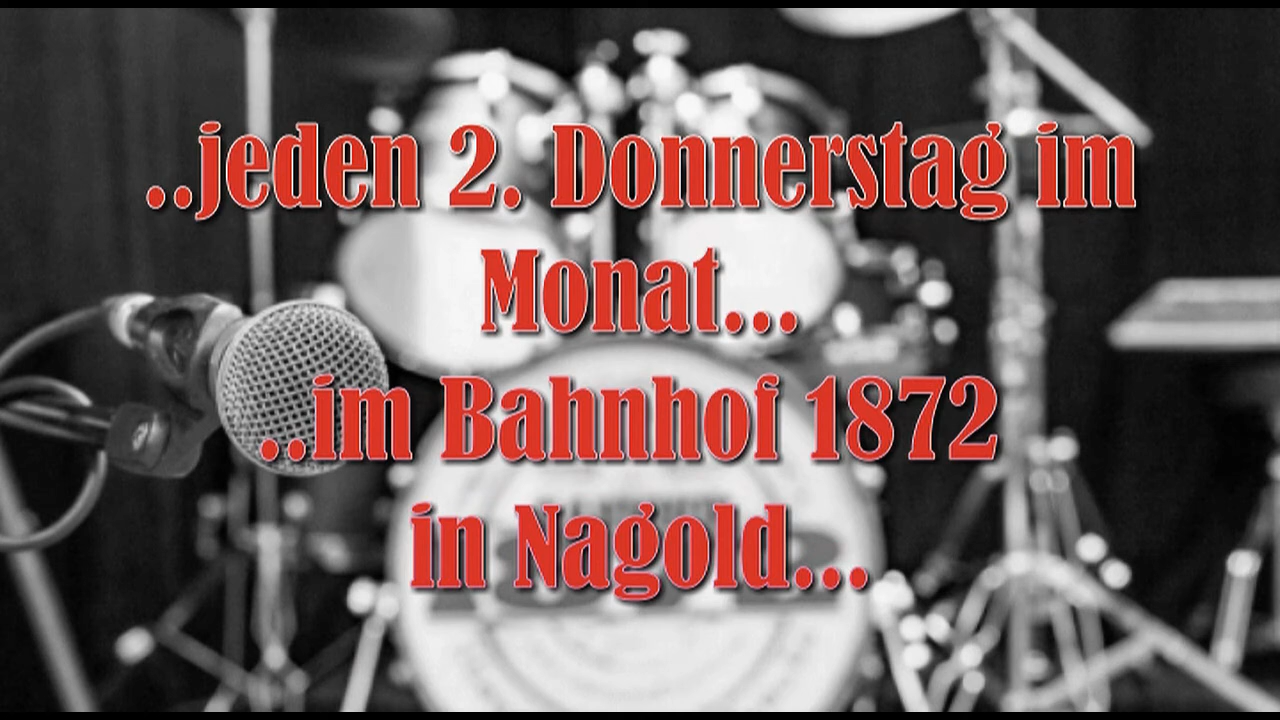 ..jeden 2. Donnerstag im
Monat...
..im Bahnhof 1872
in Nagold...